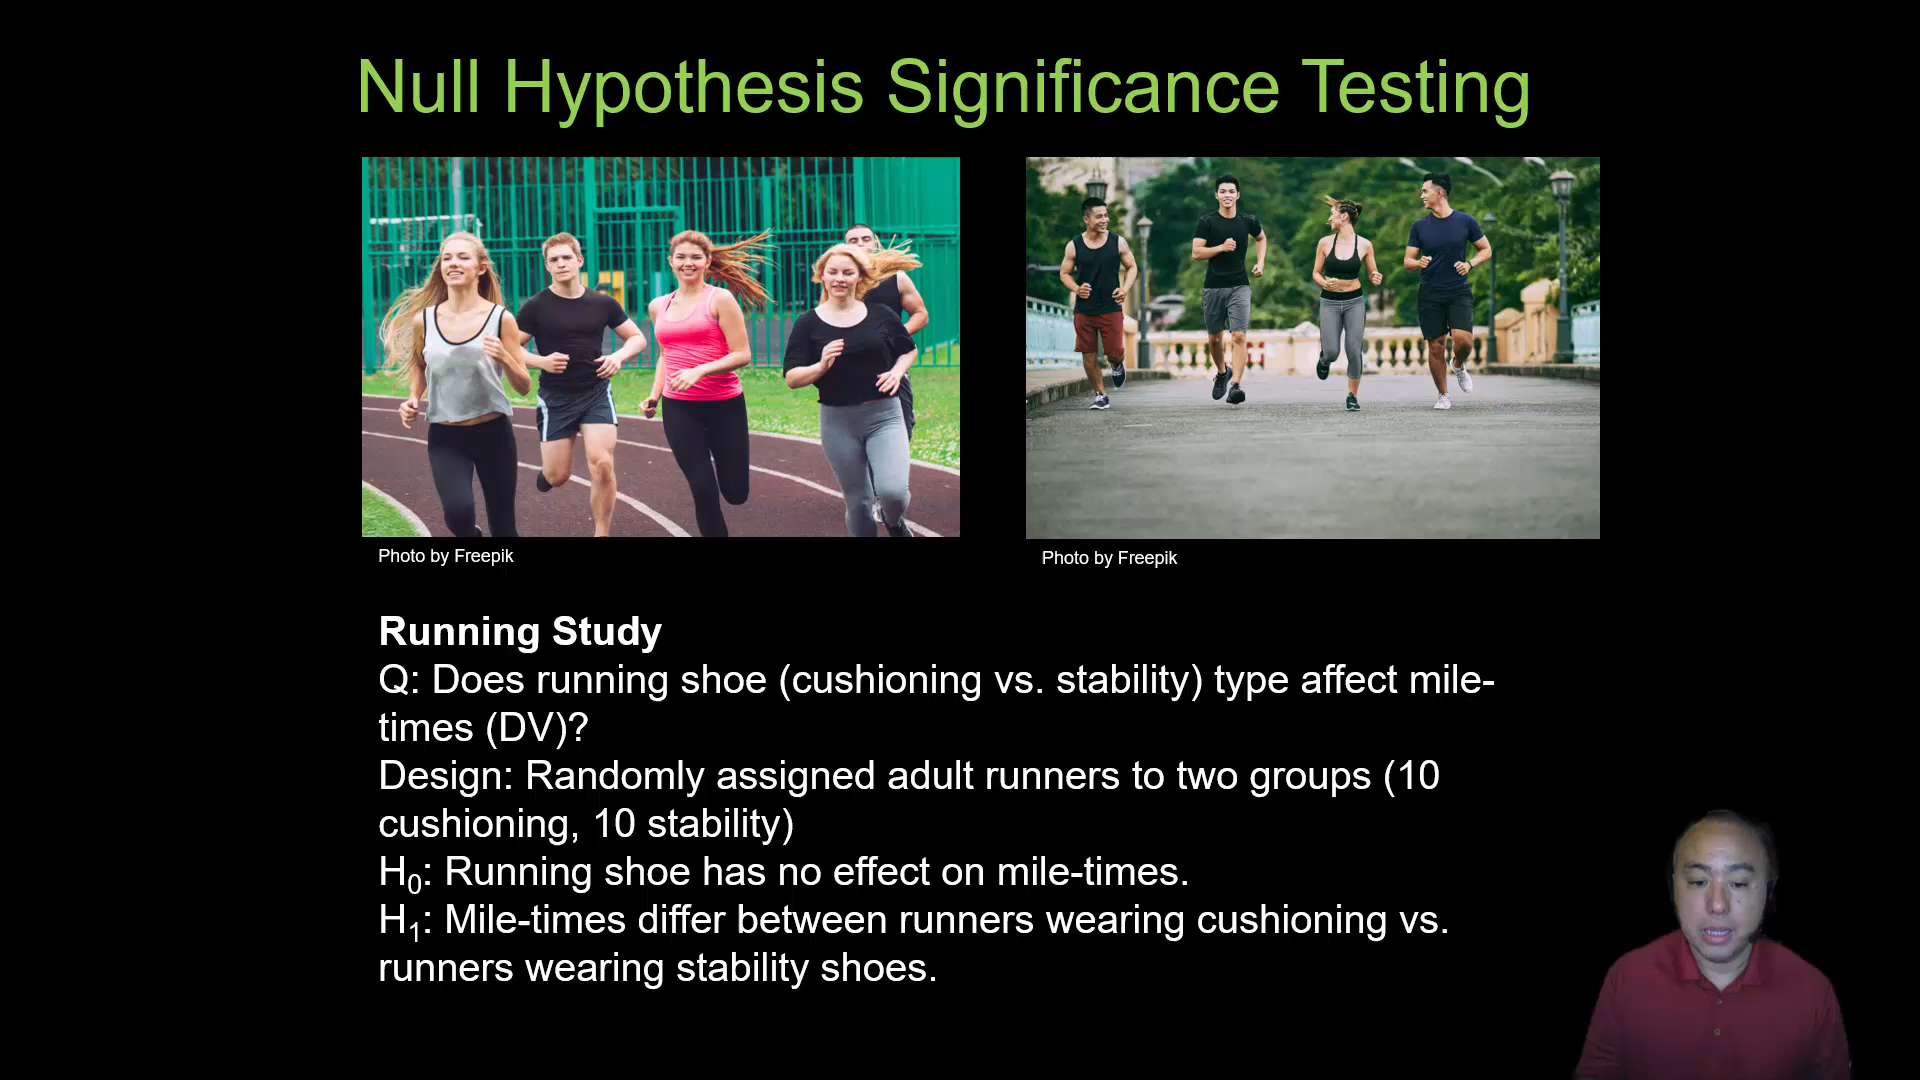 Null Hypothesis Significance Testing
Photo by Freepik
Photo by Freepik
Running Study
Q: Does running shoe (cushioning vs. stability) type affect mile-
times (DV)?
Design: Randomly assigned adult runners to two groups (10
cushioning, 10 stability)
H₀: Running shoe has no effect on mile-times.
H₁: Mile-times differ between runners wearing cushioning vs.
runners wearing stability shoes.